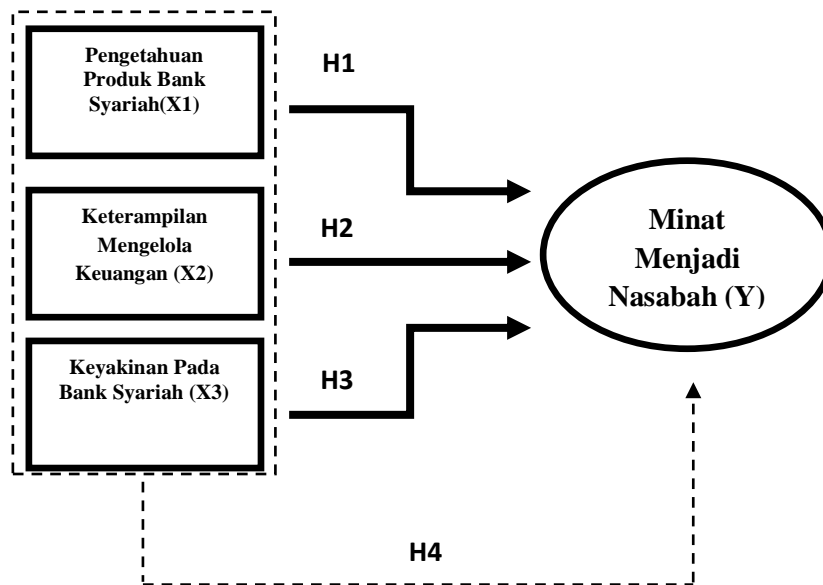 Pengetahuan
Produk Bank
Syariah(X1)
H1
Keterampilan
Mengelola
Keuangan (X2)
H2
Minat
Menjadi
Nasabah (Y)
Keyakinan Pada
Bank Syariah (X3)
H3
H4